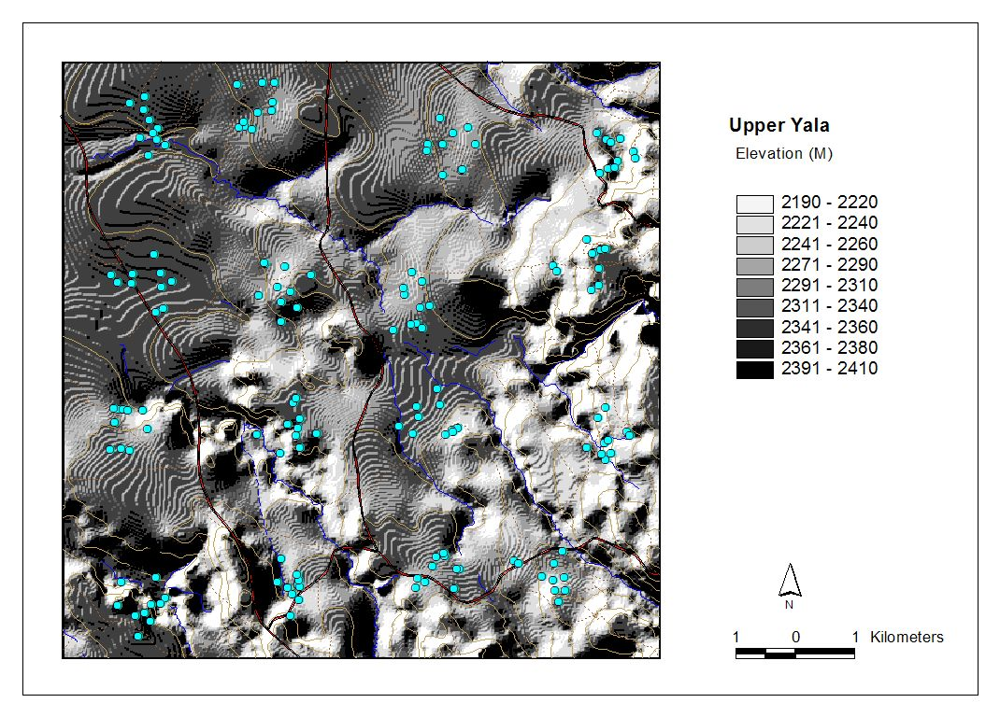 Upper Yala
Elevation (M)
2190 - 2220
2221 - 2240
2241 - 2260
2271 - 2290
2291 - 2310
2311 - 2340
2341 - 2360
2361 - 2380
2391 - 2410
N
1 0 1 Kilometers